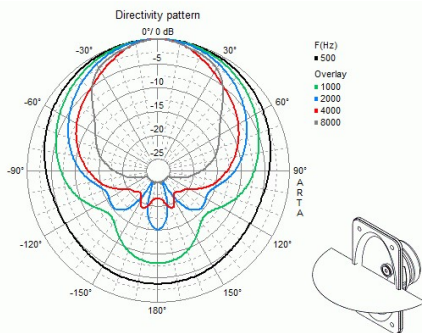 Directivity pattern
0°/ 0 dB
-30°
30°
-5
-60°
60°
-10
-15
-20
-25
-90°
90°
-120°
120°
-150°
150°
180°
F(Hz)
500
Overlay
1000
2000
4000
8000
A
R
T
A